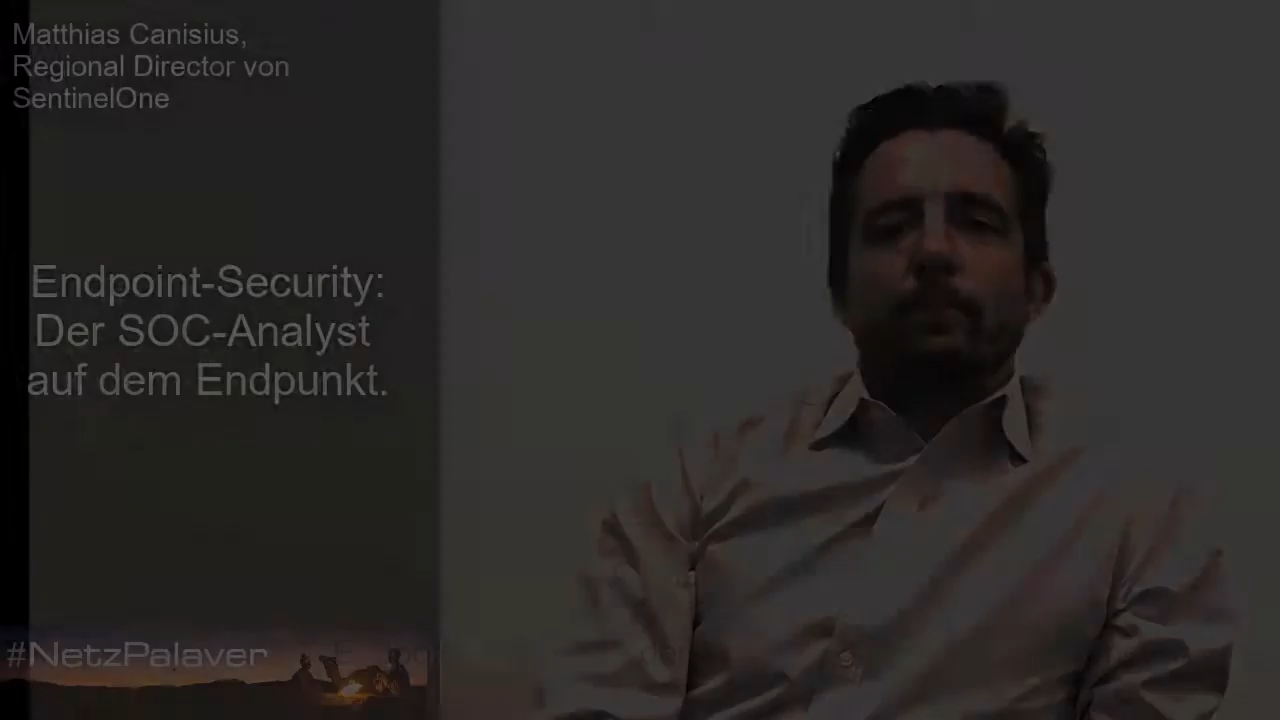 Matthias Canisius,
Regional Director von
SentinelOne
Endpoint-Security:
Der SOC-Analyst
auf dem Endpunkt.
#NetzPalaver